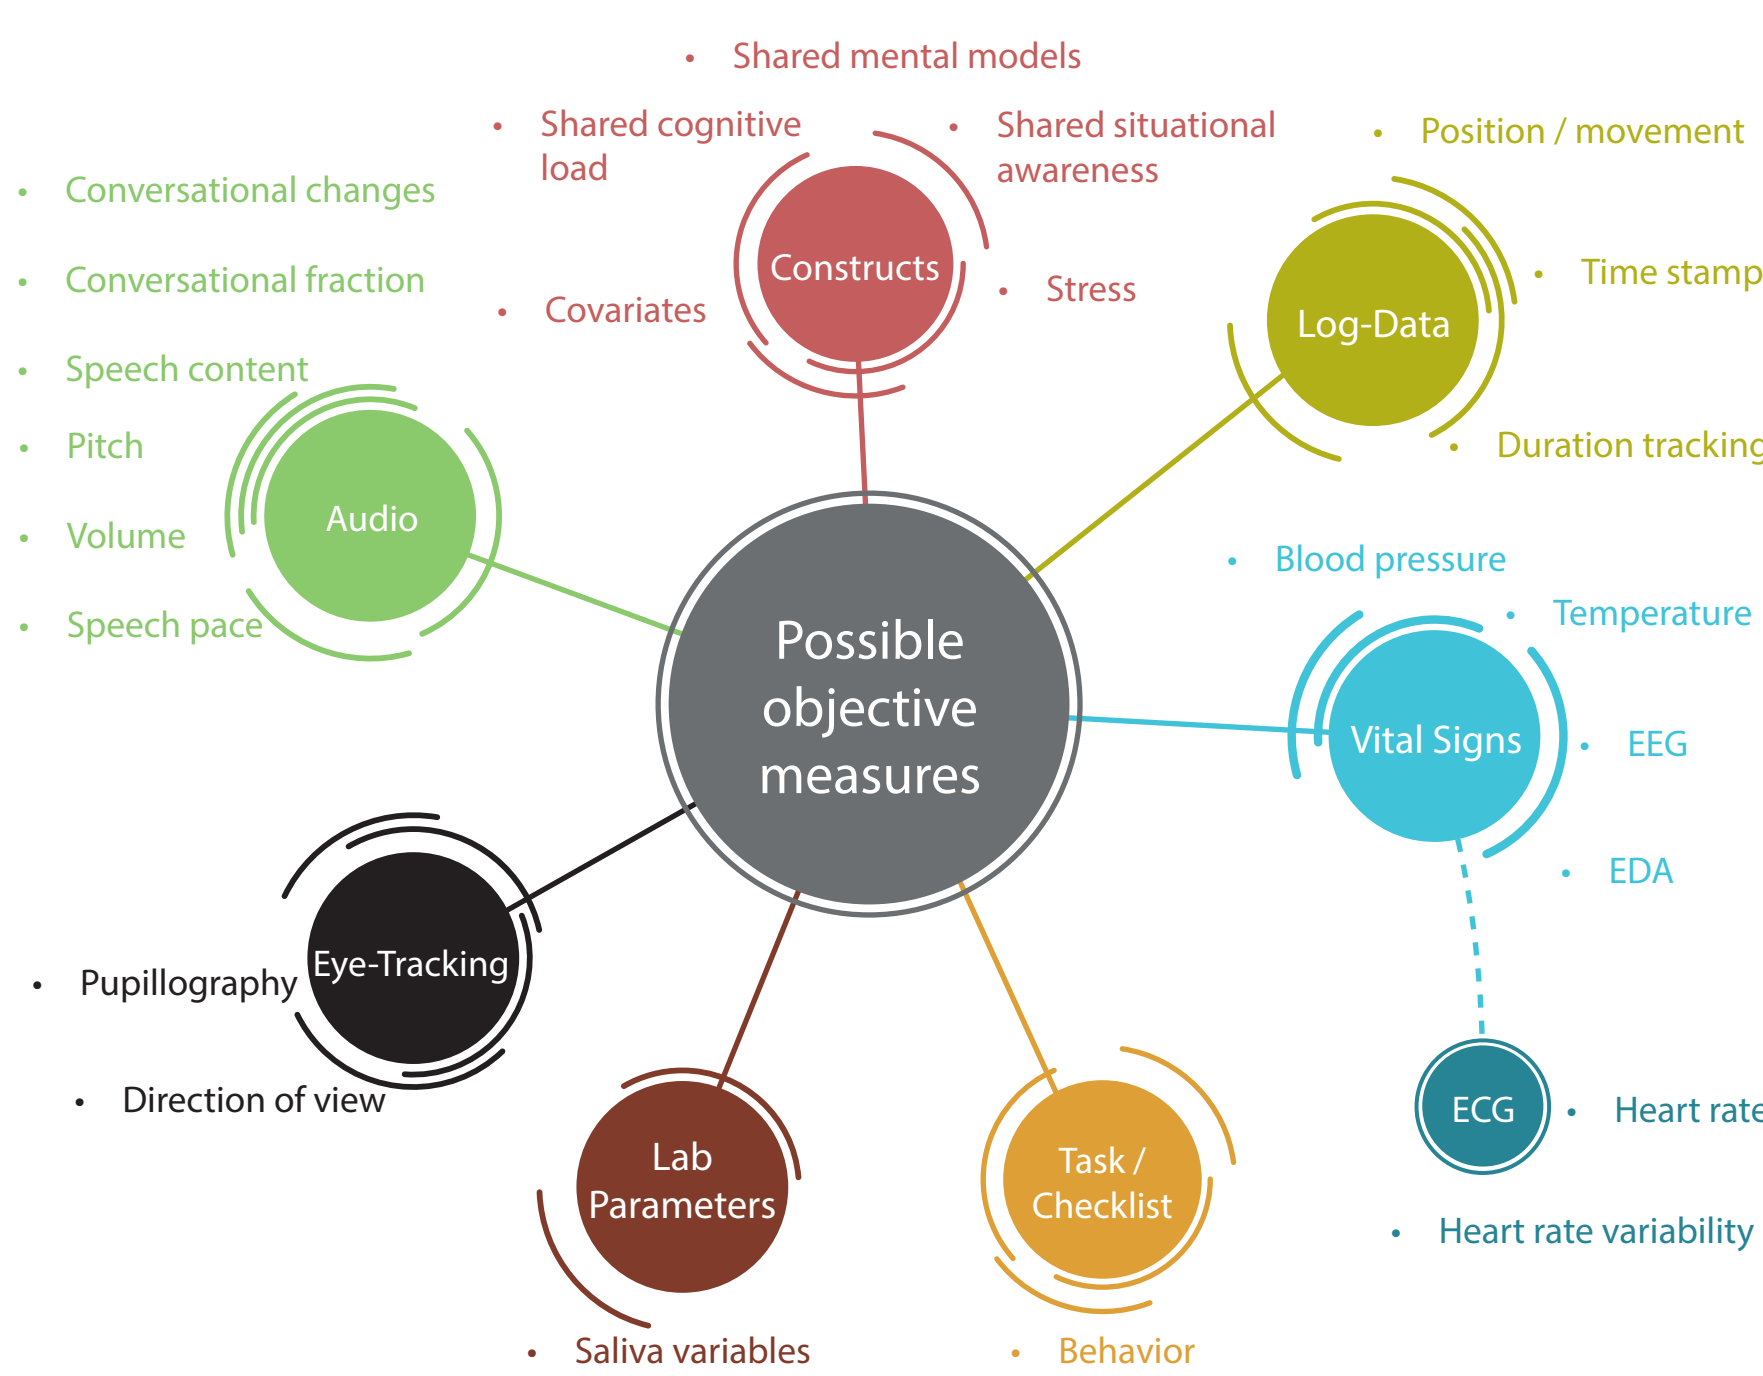 • Shared mental models
• Shared cognitive
load
• Shared situational
awareness
• Covariates
• Stress
Constructs
• Position / movement
• Time stamp
• Duration tracking
Log-Data
• Conversational changes
• Conversational fraction
• Speech content
• Pitch
• Volume
• Speech pace
Audio
Possible
objective
measures
• Blood pressure
• Temperature
• EEG
• EDA
Vital Signs
ECG
• Heart rate
• Heart rate variability
Eye-Tracking
• Pupillography
• Direction of view
Lab
Parameters
• Saliva variables
Task /
Checklist
• Behavior